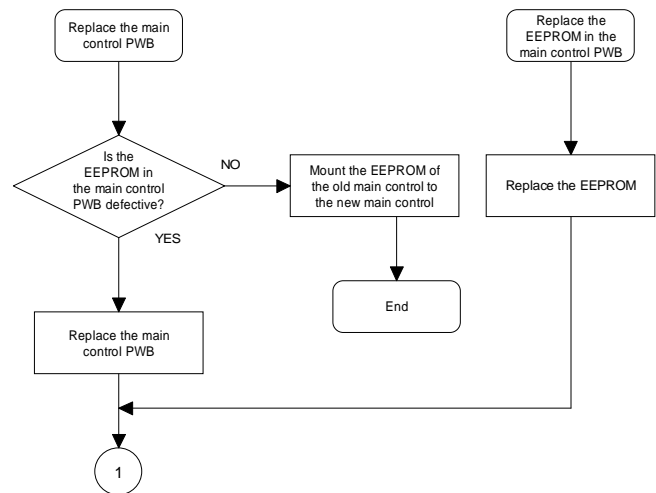 Replace the main
control PWB
Replace the
EEPROM in the
main control PWB
Is the
EEPROM in
the main control
PWB defective?
NO
Mount the EEPROM of
the old main control to
the new main control
Replace the EEPROM
YES
End
Replace the main
control PWB
1